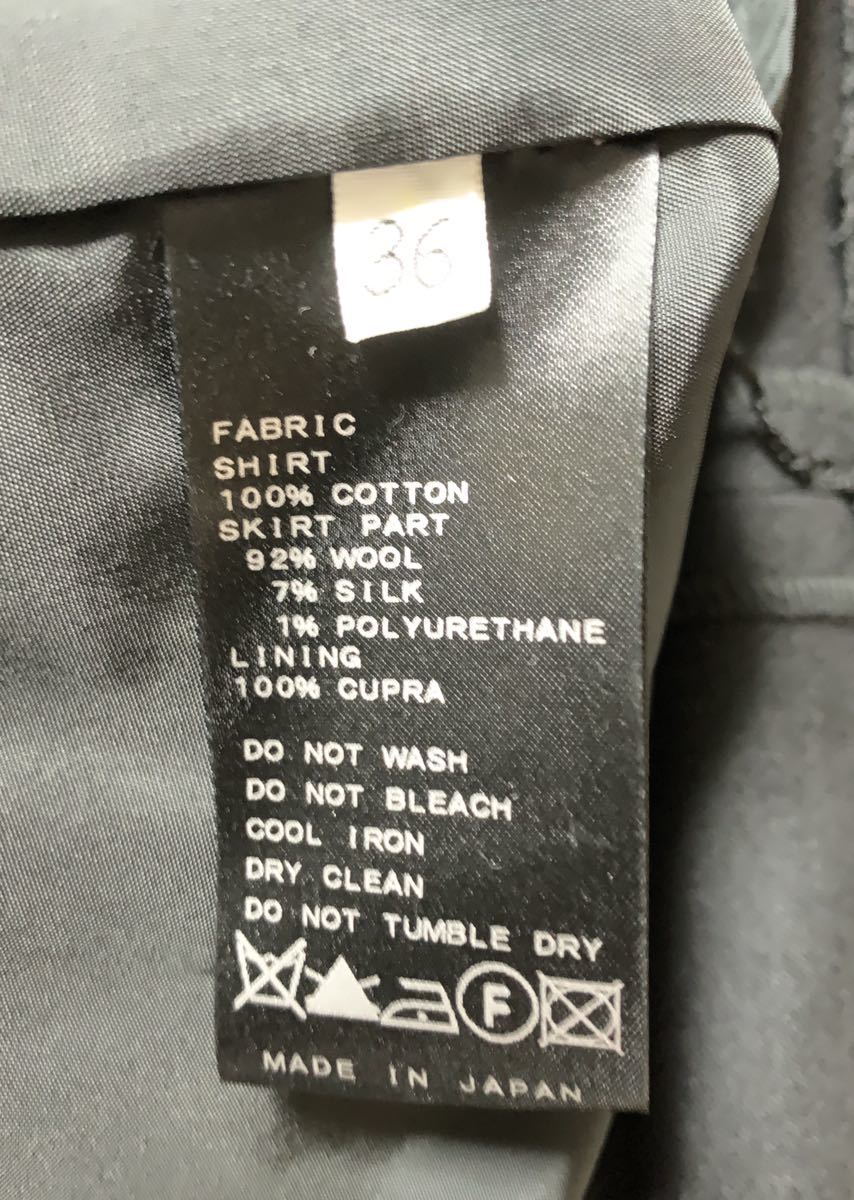 36
FABRIC
SHIRT
100% COTTON
SKIRT PART
92% WOOL
7% SILK
1% POLYURETHANE
LINING
100% CUPRA
DO NOT WASH
DO NOT BLEACH
COOL IRON
DRY CLEAN
DO NOT TUMBLE DRY
F
MADE IN JAPAN